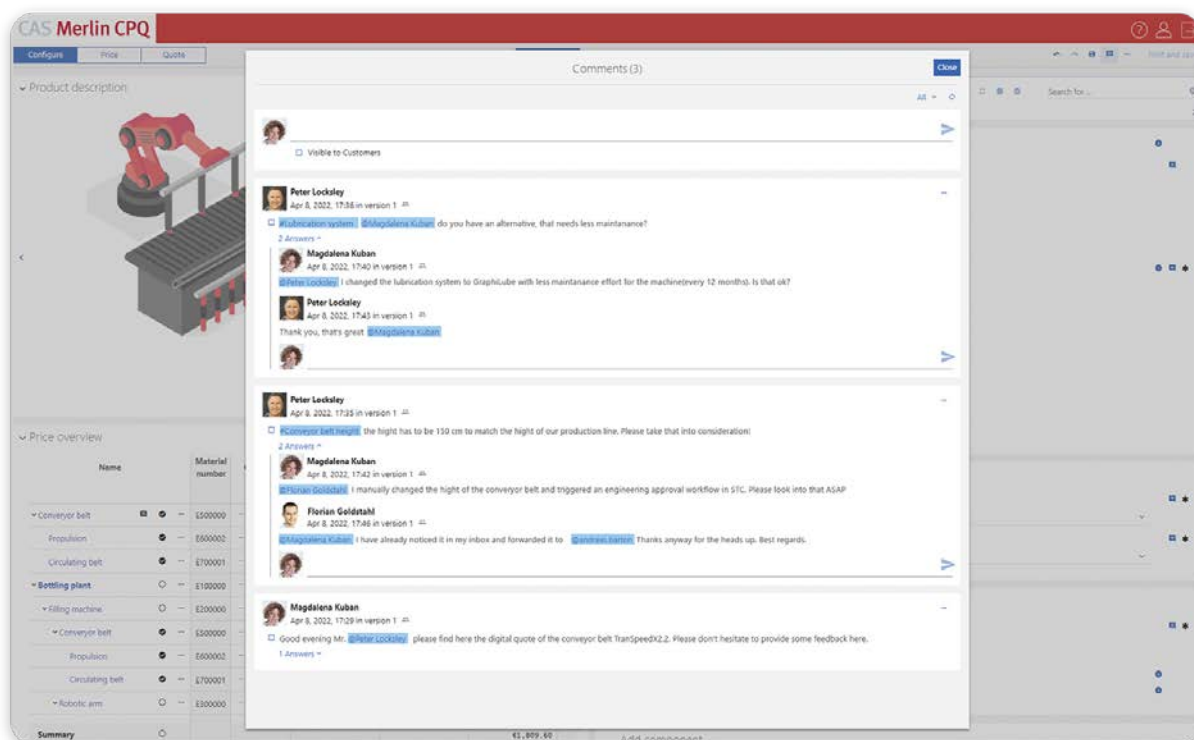 CAS Merlin CPQ
Configure Price Quote
Product description
Search for ...
Comments (3)
Close
All
Visible to Customers
Peter Locksley
Apr 8, 2022, 17:36 in version 1
#Lubrication system @Magdalena Kuban do you have an alternative, that needs less maintanance?
2 Answers
Magdalena Kuban
Apr 8, 2022, 17:40 in version 1
@Peter Locksley I changed the lubrication system to GraphiLube with less maintanance effort for the machine(every 12 months). Is that ok?
Peter Locksley
Apr 8, 2022, 17:43 in version 1
Thank you, that's great @Magdalena Kuban
Peter Locksley
Apr 8, 2022, 17:35 in version 1
#Conveyor belt height the hight has to be 150 cm to match the hight of our production line. Please take that into consideration!
2 Answers
Magdalena Kuban
Apr 8, 2022, 17:42 in version 1
@Florian Goldstahl I manually changed the hight of the converyor belt and triggered an engineering approval workflow in STC. Please look into that ASAP
Florian Goldstahl
Apr 8, 2022, 17:46 in version 1
@Magdalena Kuban I have already noticed it in my inbox and forwarded it to @andreas.barton Thanks anyway for the heads up. Best regards.
Magdalena Kuban
Apr 8, 2022, 17:29 in version 1
Good evening Mr. @Peter Locksley please find here the digital quote of the conveyor belt TranSpeedX2.2. Please don't hesitate to provide some feedback here.
1 Answers
Price overview
Name Material number
Converyor belt E500000
Propulsion E600002
Circulating belt E700001
Bottling plant E100000
Filling machine E200000
Converyor belt E500000
Propulsion E600002
Circulating belt E700001
Robotic arm E300000
Summary €1,809.60
Add component